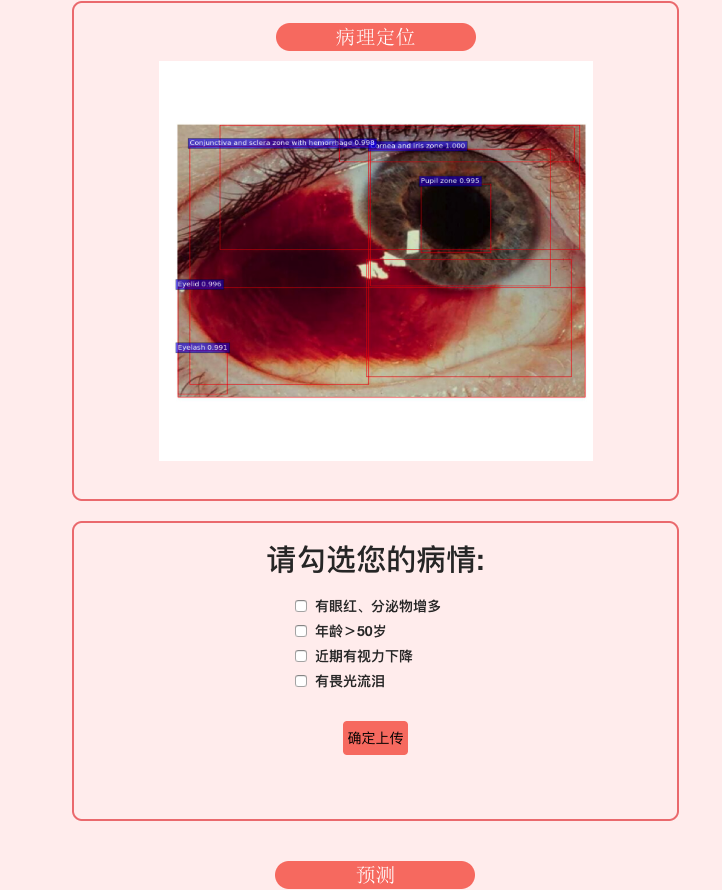 病理定位
Conjunctiva and sclera zone with hemorrhage 0.998
ornea and iris zone 1.000
Pupil zone 0.995
Eyelid 0.996
Eyelash 0.991
请勾选您的病情:
有眼红、分泌物增多
年龄＞50岁
近期有视力下降
有畏光流泪
确定上传
预测